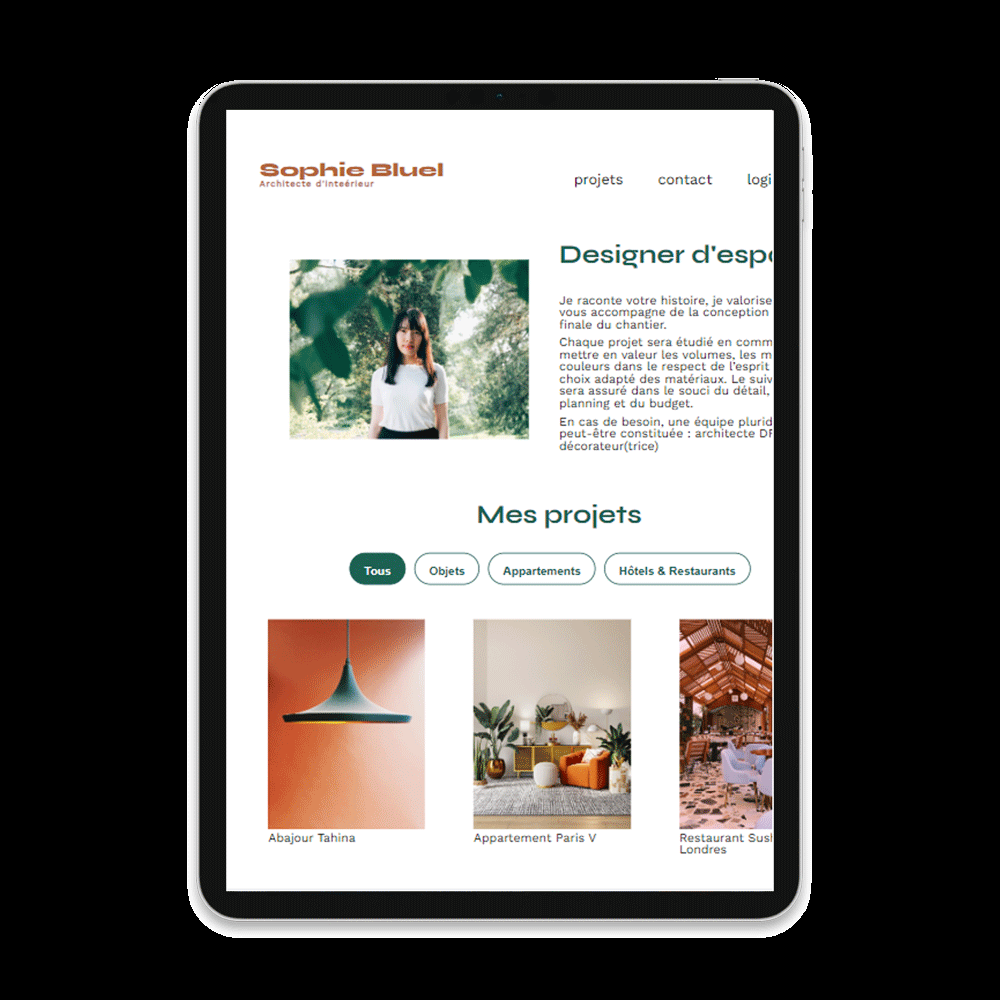 Sophie Bluel
Architecte d'Inteérieur
projets contact logi
Designer d'esp
Je raconte votre histoire, je valorise
vous accompagne de la conception
finale du chantier.
Chaque projet sera étudié en comm
mettre en valeur les volumes, les m
couleurs dans le respect de l'esprit
choix adapté des matériaux. Le suiv
sera assuré dans le souci du détail,
planning et du budget.
En cas de besoin, une équipe plurid
peut-être constituée : architecte DP
décorateur(trice)
Mes projets
Tous Objets Appartements Hôtels & Restaurants
Abajour Tahina
Appartement Paris V
Restaurant Sush
Londres